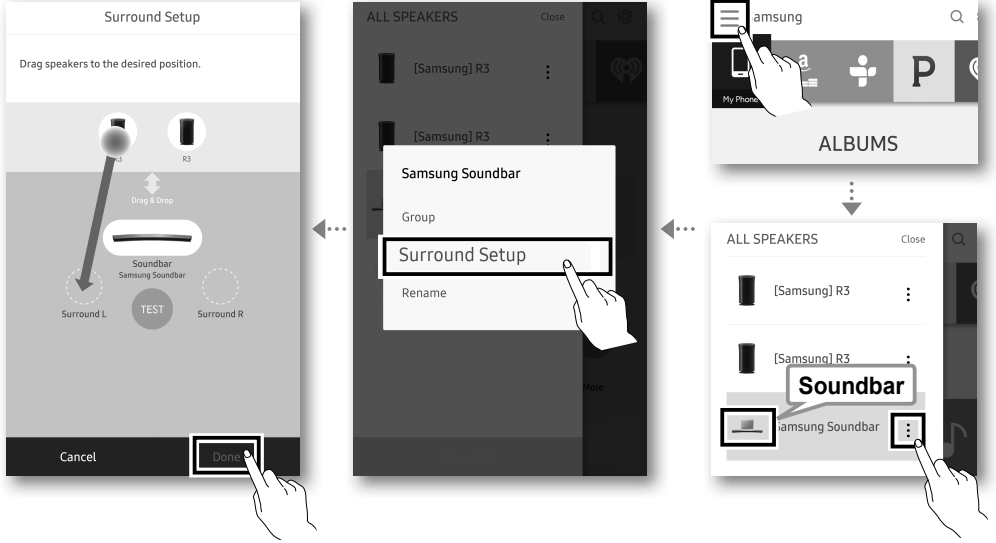 Surround Setup
Drag speakers to the desired position.
R3
R3
Drag & Drop
Soundbar
Samsung Soundbar
Surround L
TEST
Surround R
Cancel
Done
ALL SPEAKERS
Close
[Samsung] R3
[Samsung] R3
Samsung Soundbar
Group
Surround Setup
Rename
More
Samsung
a
P
My Phone
ALBUMS
ALL SPEAKERS
Close
[Samsung] R3
[Samsung] R3
Soundbar
Samsung Soundbar